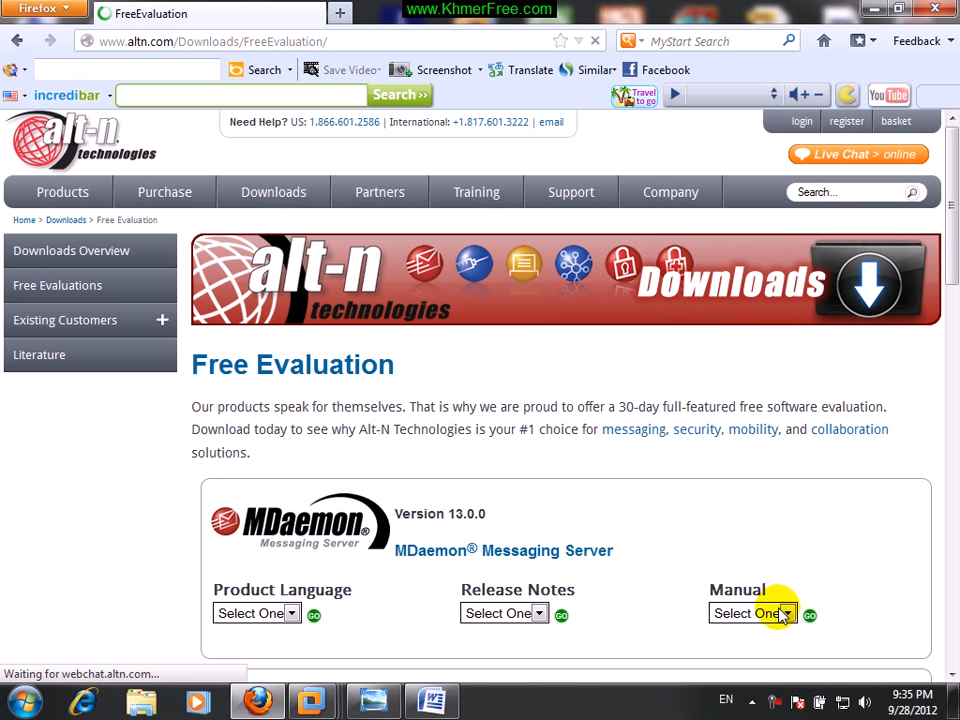 www.KhmerFree.com
Firefox
FreeEvaluation
www.altn.com/Downloads/FreeEvaluation/
MyStart Search
Feedback
Search
Save Video
Screenshot
Translate
Similar
Facebook
incredibar
Search >>
Travel to go
YouTube
alt-n technologies
Need Help? US: 1.866.601.2586 | International: +1.817.601.3222 | email
login
register
basket
Live Chat > online
Products
Purchase
Downloads
Partners
Training
Support
Company
Search...
Home > Downloads > Free Evaluation
Downloads Overview
Free Evaluations
Existing Customers
Literature
alt-n
technologies
Downloads
Free Evaluation
Our products speak for themselves. That is why we are proud to offer a 30-day full-featured free software evaluation.
Download today to see why Alt-N Technologies is your #1 choice for messaging, security, mobility, and collaboration
solutions.
MDaemon®
Messaging Server
Version 13.0.0
MDaemon® Messaging Server
Product Language
Release Notes
Manual
Select One
GO
Select One
GO
Select One
GO
Waiting for webchat.altn.com...
EN
9:35 PM
9/28/2012